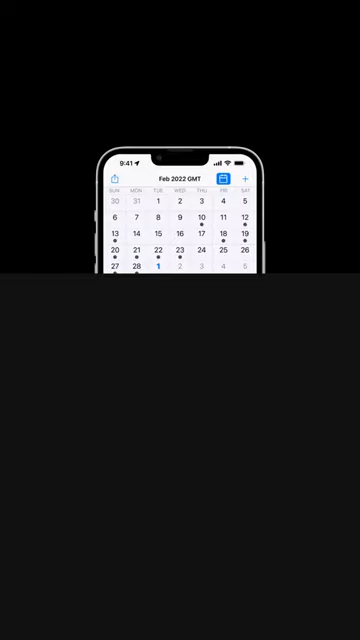 9:41
Feb 2022 GMT
SUN MON TUE WED THU FRI SAT
30 31 1 2 3 4 5
6 7 8 9 10 11 12
13 14 15 16 17 18 19
20 21 22 23 24 25 26
27 28 1 2 3 4 5